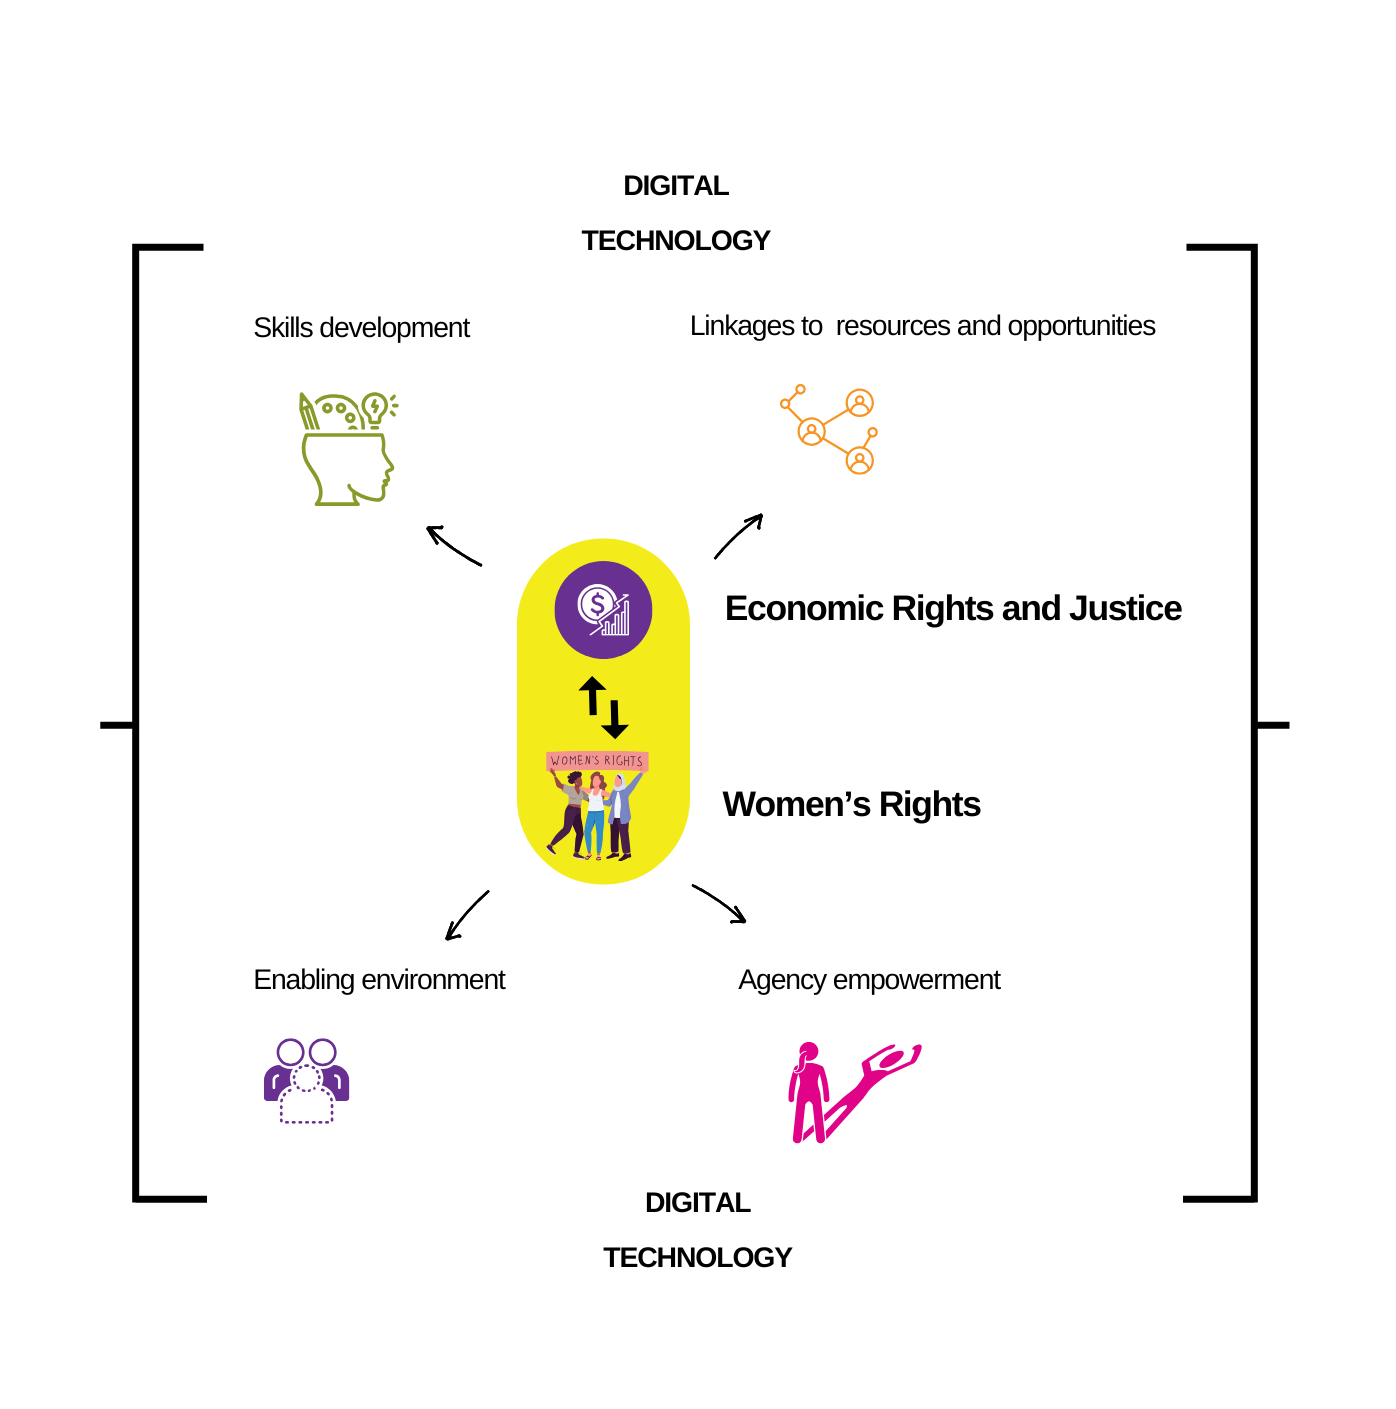 DIGITAL
TECHNOLOGY
Skills development
Linkages to  resources and opportunities
$
Economic Rights and Justice
WOMEN'S RIGHTS
Women’s Rights
Enabling environment
Agency empowerment
DIGITAL
TECHNOLOGY